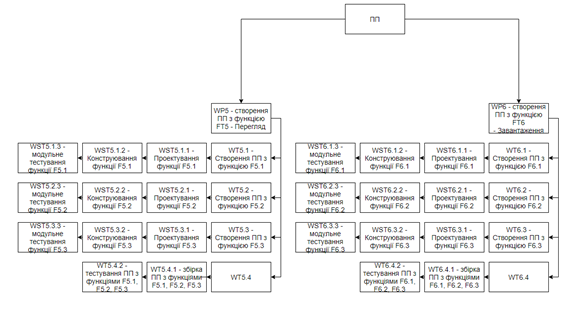 ПП
WP5 - створення
ПП з функцією
FT5 - Перегляд
WP6 - створення
ПП з функцією
FT6
- Завантаження
WST5.1.3 -
модульне
тестування
функції F5.1
WST5.1.2 -
Конструювання
функції F5.1
WST5.1.1 -
Проектування
функції F5.1
WT5.1 -
Створення ПП з
функцією F5.1
WST6.1.3 -
модульне
тестування
функції F6.1
WST6.1.2 -
Конструювання
функції F6.1
WST6.1.1 -
Проектування
функції F6.1
WT6.1 -
Створення ПП з
функцією F6.1
WST5.2.3 -
модульне
тестування
функції F5.2
WST5.2.2 -
Конструювання
функції F5.2
WST5.2.1 -
Проектування
функції F5.2
WT5.2 -
Створення ПП з
функцією F5.2
WST6.2.3 -
модульне
тестування
функції F6.2
WST6.2.2 -
Конструювання
функції F6.2
WST6.2.1 -
Проектування
функції F6.2
WT6.2 -
Створення ПП з
функцією F6.2
WST5.3.3 -
модульне
тестування
функції F5.3
WST5.3.2 -
Конструювання
функції F5.3
WST5.3.1 -
Проектування
функції F5.3
WT5.3 -
Створення ПП з
функцією F5.3
WST6.3.3 -
модульне
тестування
функції F6.3
WST6.3.2 -
Конструювання
функції F6.3
WST6.3.1 -
Проектування
функції F6.3
WT6.3 -
Створення ПП з
функцією F6.3
WT5.4.2 -
тестування ПП з
функціями F5.1,
F5.2, F5.3
WT5.4.1 - збірка
ПП з функціями
F5.1, F5.2, F5.3
WT5.4
WT6.4.2 -
тестування ПП з
функціями F6.1,
F6.2, F6.3
WT6.4.1 - збірка
ПП з функціями
F6.1, F6.2, F6.3
WT6.4